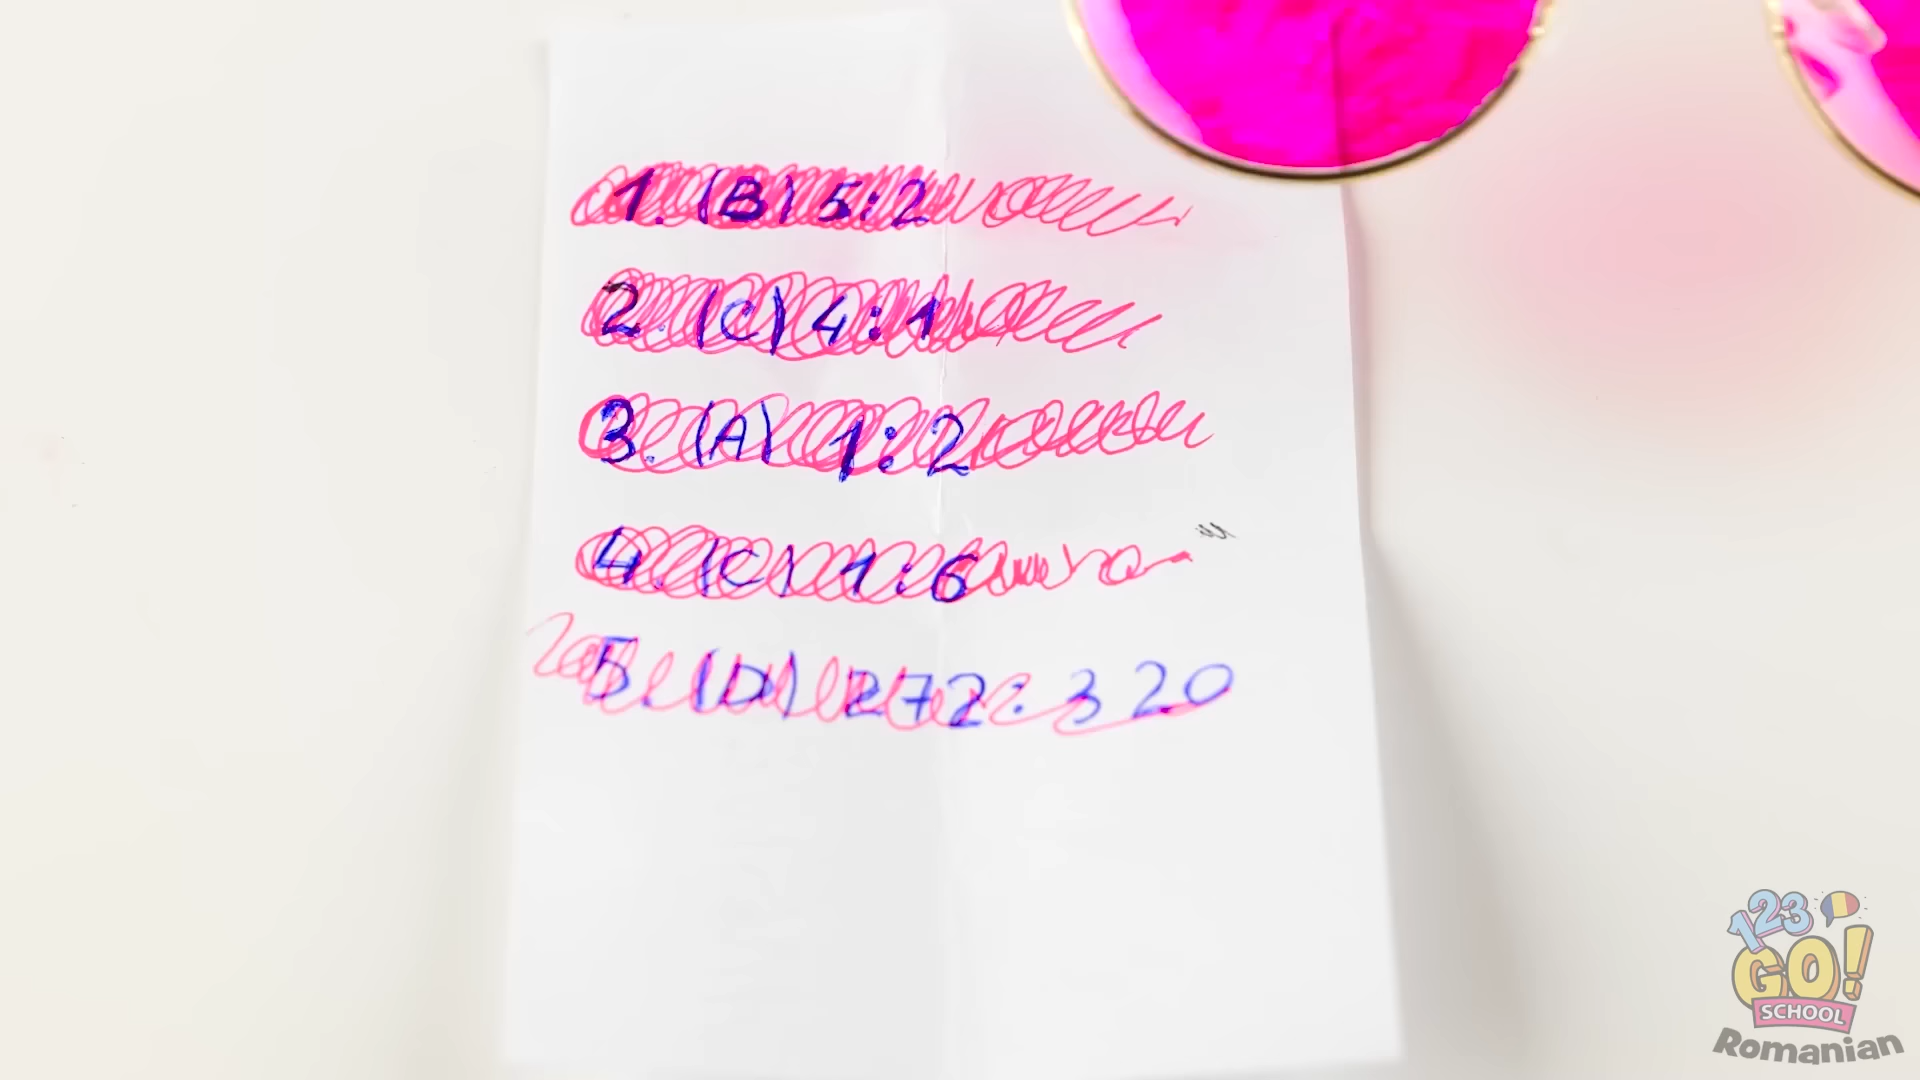 1. (B) 5:2
2. (C) 4:1
3. (A) 1:2
4. (C) 1:6
5. (D) 272:320
123
GO!
SCHOOL
Romanian